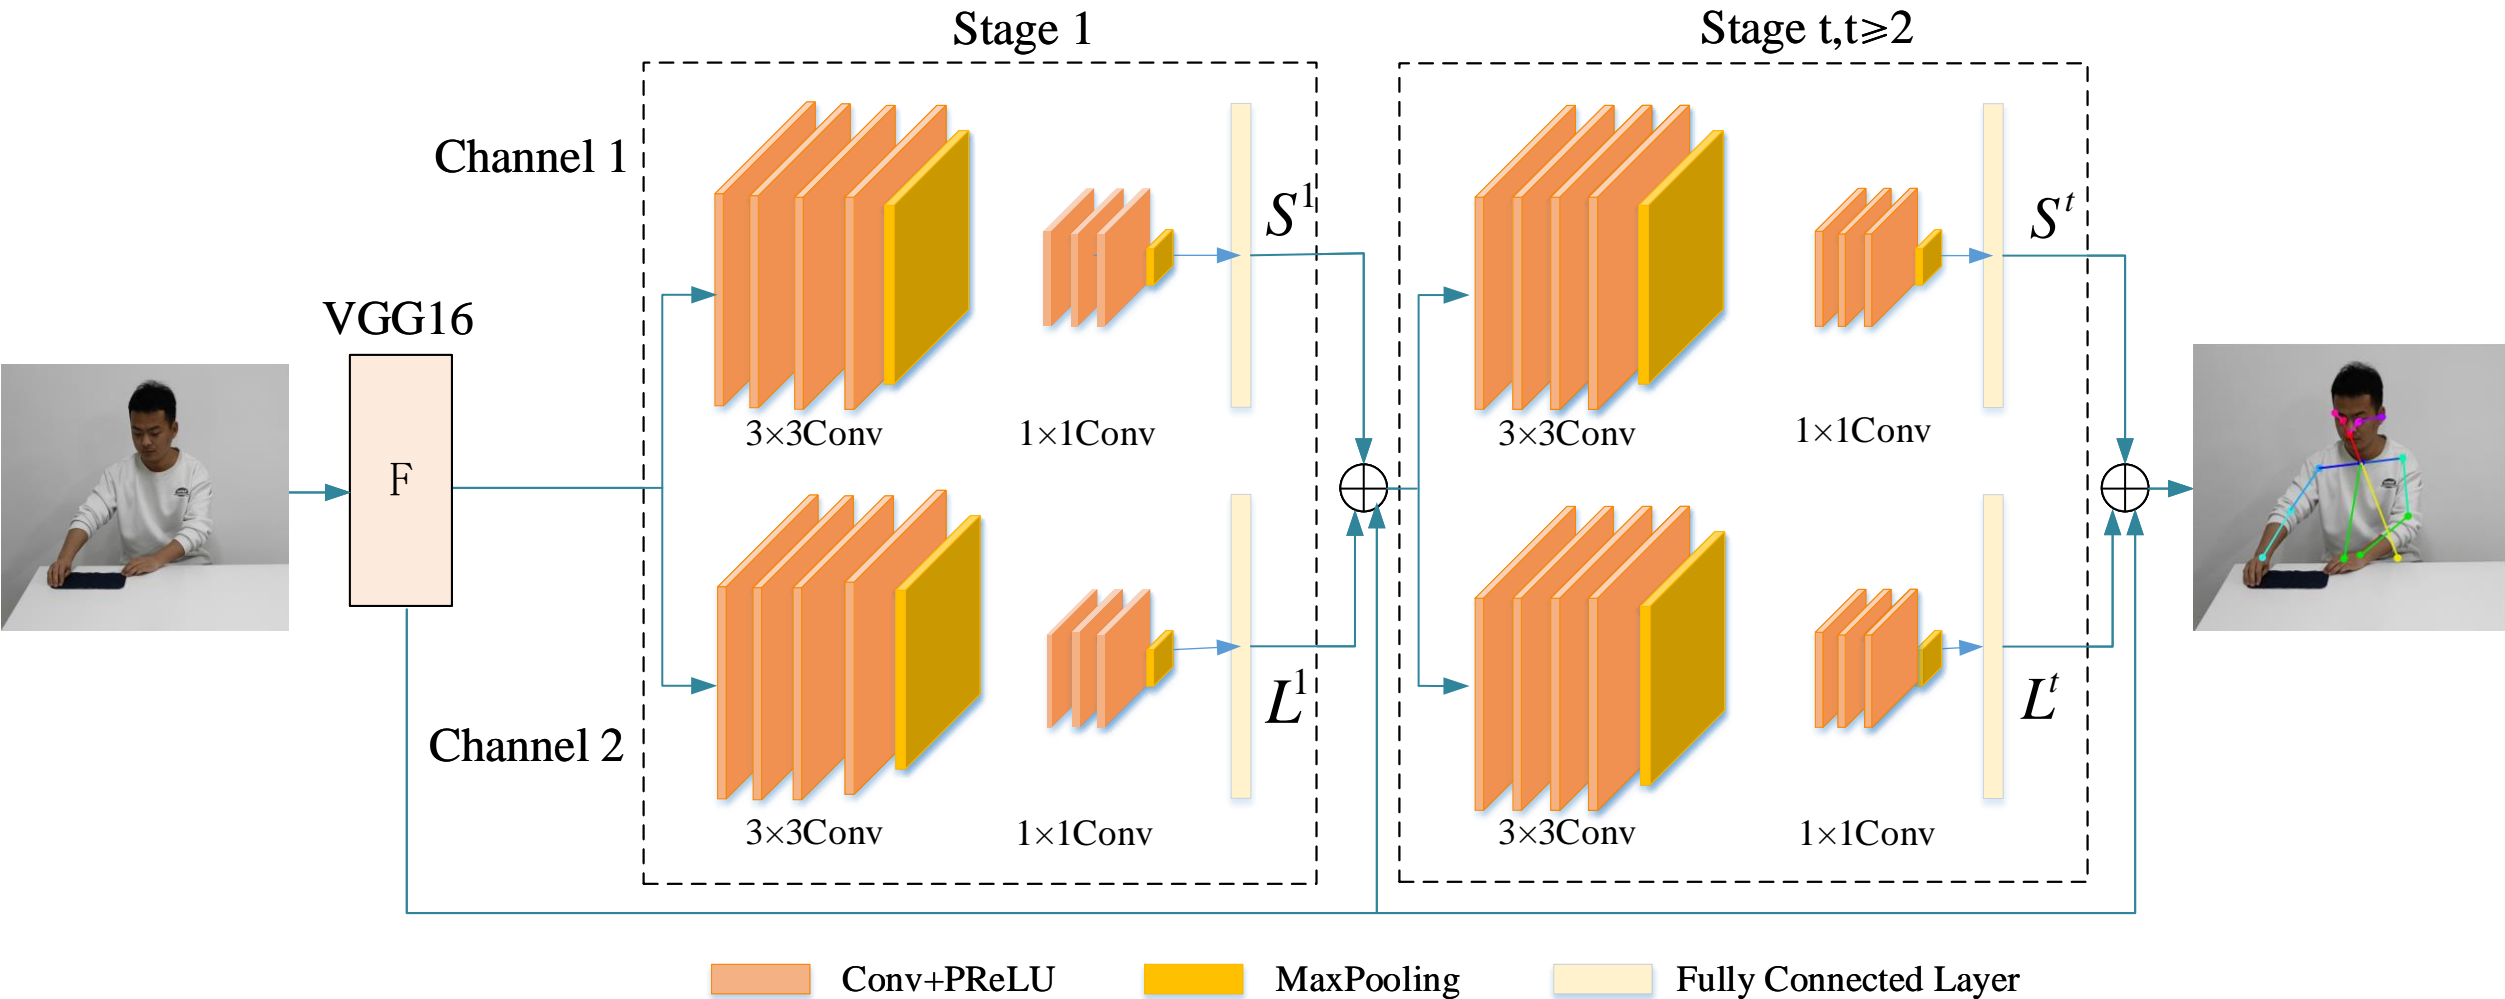 Stage 1
Stage t,t⩾2
Channel 1
S¹
Sᵗ
VGG16
F
3×3Conv
1×1Conv
3×3Conv
1×1Conv
L¹
Lᵗ
Channel 2
3×3Conv
1×1Conv
3×3Conv
1×1Conv
Conv+PReLU
MaxPooling
Fully Connected Layer